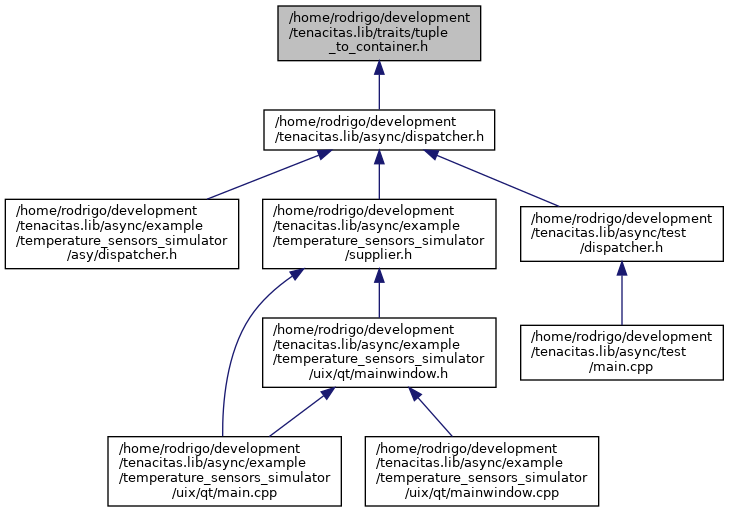 /home/rodrigo/development
/tenacitas.lib/traits/tuple
_to_container.h
/home/rodrigo/development
/tenacitas.lib/async/dispatcher.h
/home/rodrigo/development
/tenacitas.lib/async/example
/temperature_sensors_simulator
/asy/dispatcher.h
/home/rodrigo/development
/tenacitas.lib/async/example
/temperature_sensors_simulator
/supplier.h
/home/rodrigo/development
/tenacitas.lib/async/test
/dispatcher.h
/home/rodrigo/development
/tenacitas.lib/async/example
/temperature_sensors_simulator
/uix/qt/mainwindow.h
/home/rodrigo/development
/tenacitas.lib/async/test
/main.cpp
/home/rodrigo/development
/tenacitas.lib/async/example
/temperature_sensors_simulator
/uix/qt/main.cpp
/home/rodrigo/development
/tenacitas.lib/async/example
/temperature_sensors_simulator
/uix/qt/mainwindow.cpp